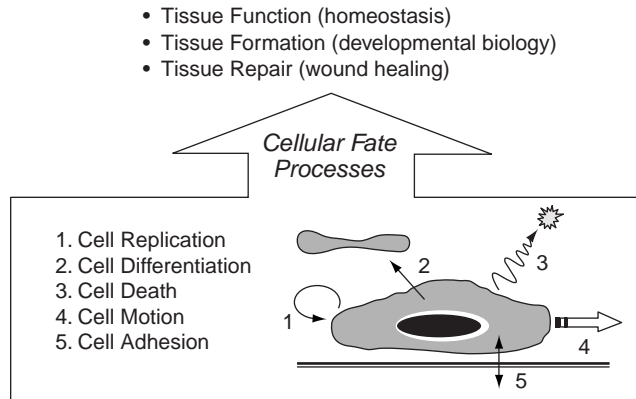 • Tissue Function (homeostasis)
• Tissue Formation (developmental biology)
• Tissue Repair (wound healing)
Cellular Fate
Processes
1. Cell Replication
2. Cell Differentiation
3. Cell Death
4. Cell Motion
5. Cell Adhesion
2
3
1
4
5